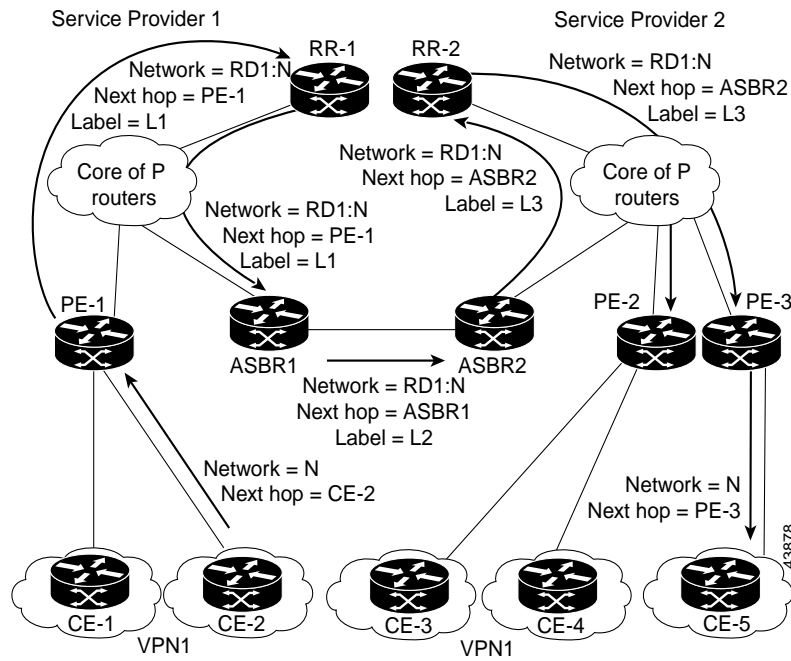 Service Provider 1
Service Provider 2
RR-1
RR-2
Network = RD1:N
Next hop = PE-1
Label = L1
Network = RD1:N
Next hop = ASBR2
Label = L3
Core of P
routers
Network = RD1:N
Next hop = ASBR2
Label = L3
Core of P
routers
Network = RD1:N
Next hop = PE-1
Label = L1
PE-1
ASBR1
ASBR2
PE-2
PE-3
Network = RD1:N
Next hop = ASBR1
Label = L2
Network = N
Next hop = CE-2
Network = N
Next hop = PE-3
43878
CE-1
CE-2
CE-3
CE-4
CE-5
VPN1
VPN1